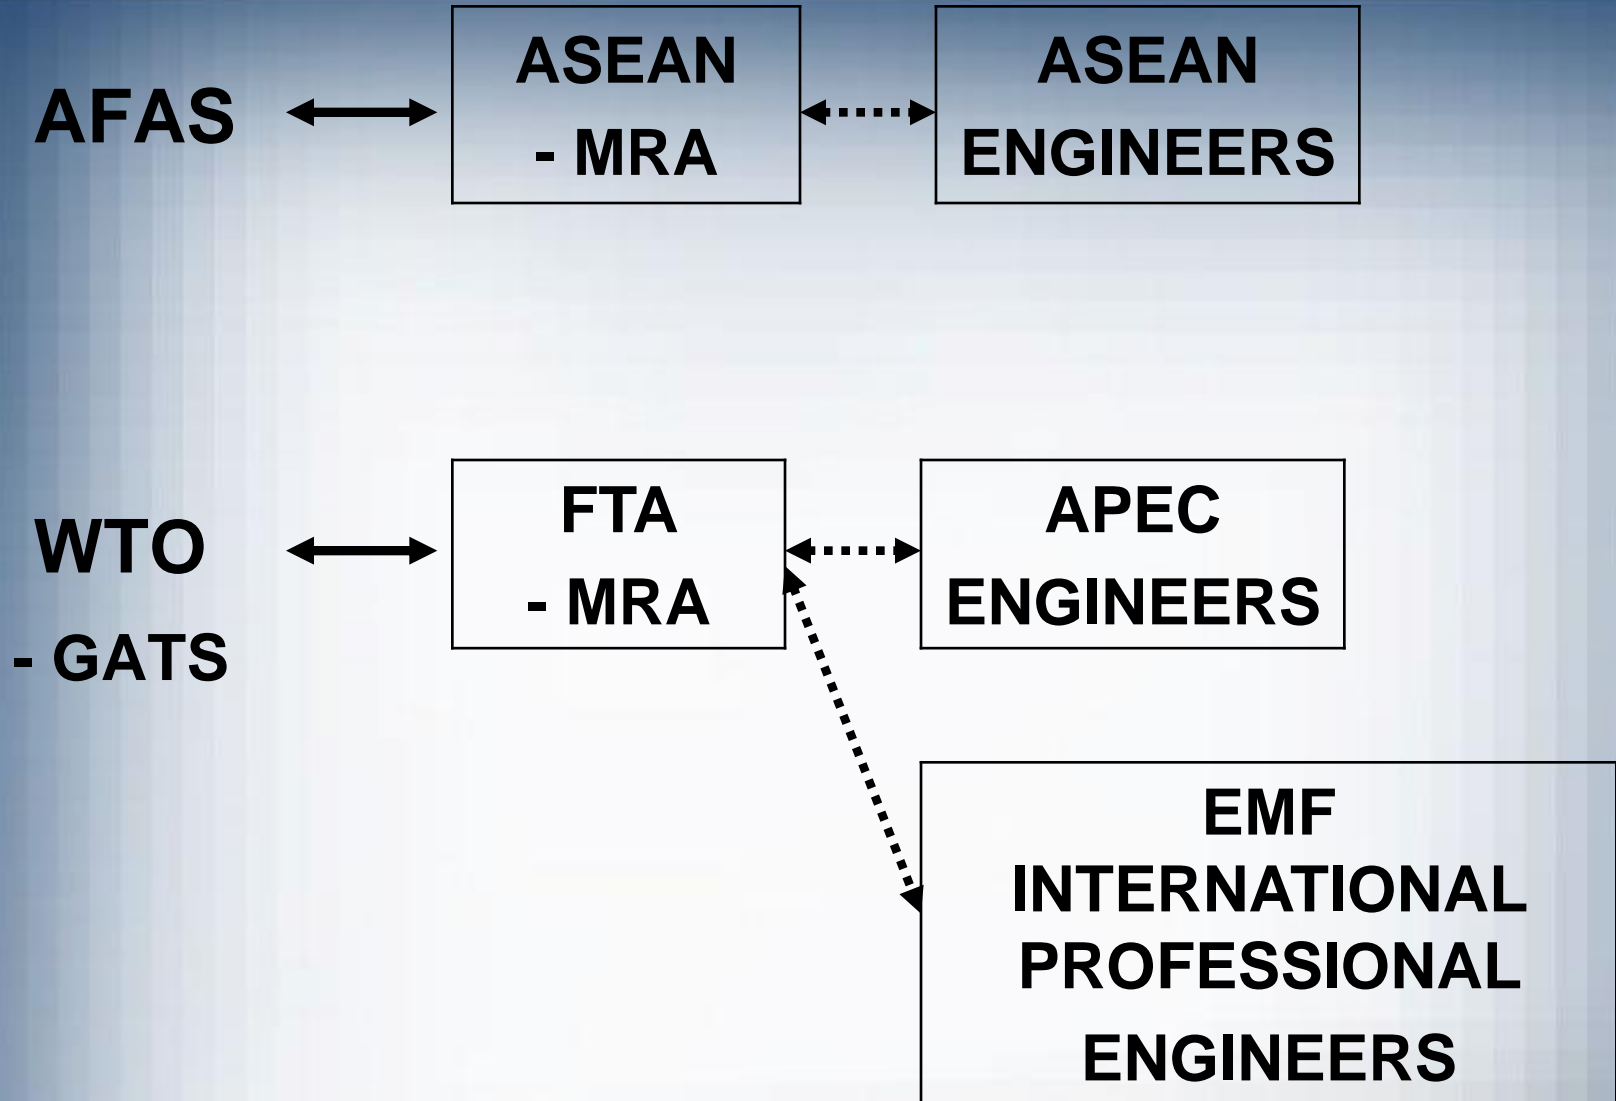 AFAS
ASEAN
- MRA
ASEAN
ENGINEERS
WTO
- GATS
FTA
- MRA
APEC
ENGINEERS
EMF
INTERNATIONAL
PROFESSIONAL
ENGINEERS